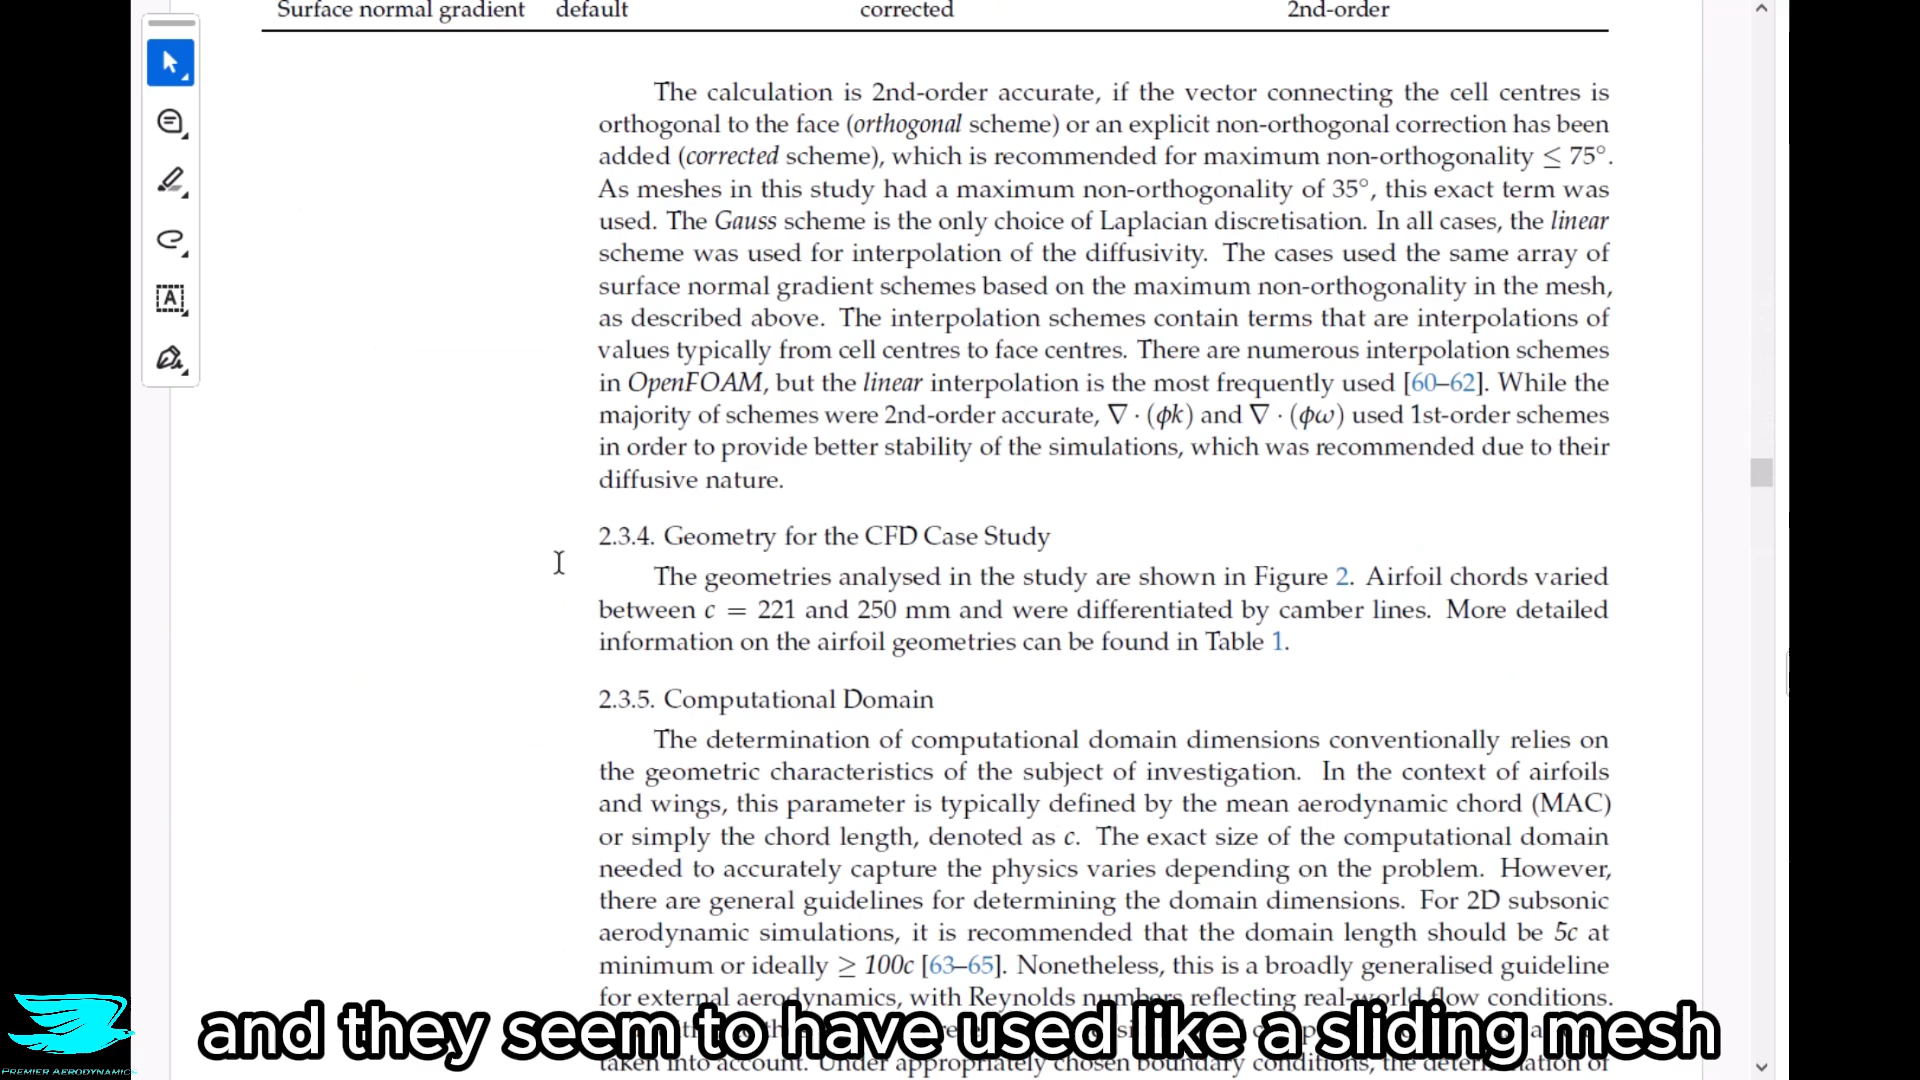 Surface normal gradient default corrected 2nd-order
The calculation is 2nd-order accurate, if the vector connecting the cell centres is
orthogonal to the face (orthogonal scheme) or an explicit non-orthogonal correction has been
added (corrected scheme), which is recommended for maximum non-orthogonality ≤ 75°.
As meshes in this study had a maximum non-orthogonality of 35°, this exact term was
used. The Gauss scheme is the only choice of Laplacian discretisation. In all cases, the linear
scheme was used for interpolation of the diffusivity. The cases used the same array of
surface normal gradient schemes based on the maximum non-orthogonality in the mesh,
as described above. The interpolation schemes contain terms that are interpolations of
values typically from cell centres to face centres. There are numerous interpolation schemes
in OpenFOAM, but the linear interpolation is the most frequently used [60–62]. While the
majority of schemes were 2nd-order accurate, ∇ · (ϕk) and ∇ · (ϕω) used 1st-order schemes
in order to provide better stability of the simulations, which was recommended due to their
diffusive nature.
2.3.4. Geometry for the CFD Case Study
The geometries analysed in the study are shown in Figure 2. Airfoil chords varied
between c = 221 and 250 mm and were differentiated by camber lines. More detailed
information on the airfoil geometries can be found in Table 1.
2.3.5. Computational Domain
The determination of computational domain dimensions conventionally relies on
the geometric characteristics of the subject of investigation. In the context of airfoils
and wings, this parameter is typically defined by the mean aerodynamic chord (MAC)
or simply the chord length, denoted as c. The exact size of the computational domain
needed to accurately capture the physics varies depending on the problem. However,
there are general guidelines for determining the domain dimensions. For 2D subsonic
aerodynamic simulations, it is recommended that the domain length should be 5c at
minimum or ideally ≥ 100c [63–65]. Nonetheless, this is a broadly generalised guideline
for external aerodynamics, with Reynolds numbers reflecting real-world flow conditions.
and they seem to have used like a sliding mesh
taken into account. Under appropriately chosen boundary conditions, the determination of
PREMIER AERODYNAMICS